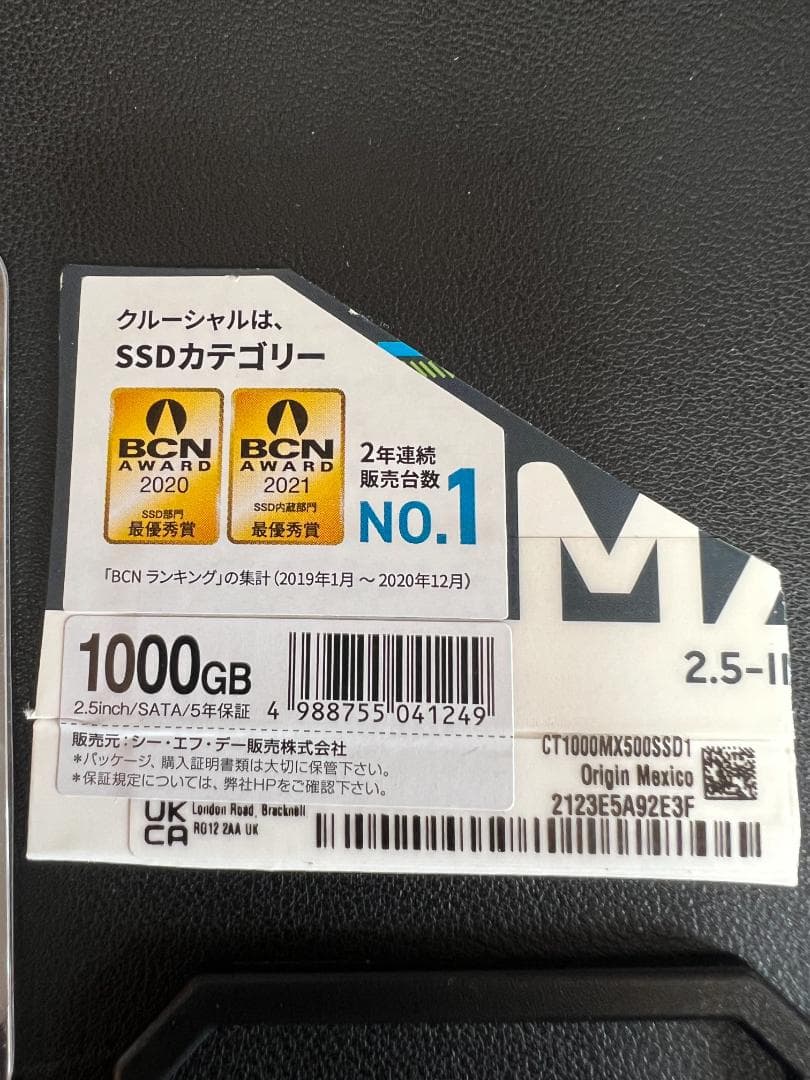 クルーシャルは、
SSDカテゴリー
BCN
AWARD
2020
SSD部門
最優秀賞
BCN
AWARD
2021
SSD内蔵部門
最優秀賞
2年連続
販売台数
NO.1
「BCN ランキング」の集計（2019年1月 ～ 2020年12月）
1000GB
2.5inch/SATA/5年保証
4 988755 041249
販売元：シー・エフ・デー販売株式会社
*パッケージ、購入証明書類は大切に保管下さい。
*保証規定については、弊社HPをご確認下さい。
2.5-I
CT1000MX500SSD1
Origin Mexico
2123E5A92E3F
UK
CA
London Road, Bracknell
RG12 2AA UK